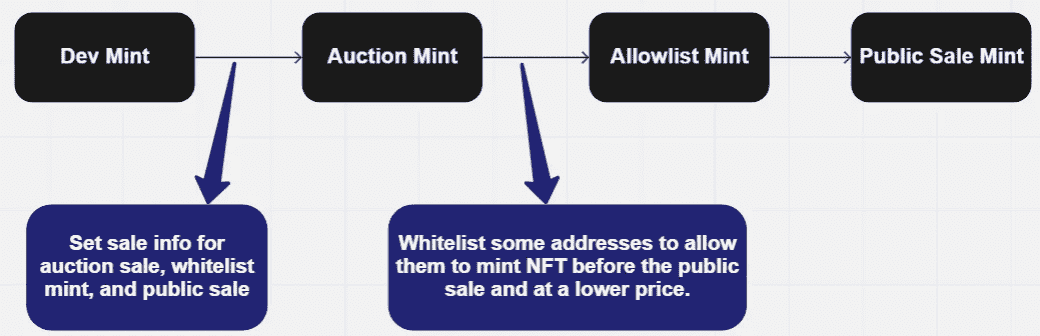 Dev Mint
Auction Mint
Allowlist Mint
Public Sale Mint
Set sale info for
auction sale, whitelist
mint, and public sale
Whitelist some addresses to allow
them to mint NFT before the public
sale and at a lower price.